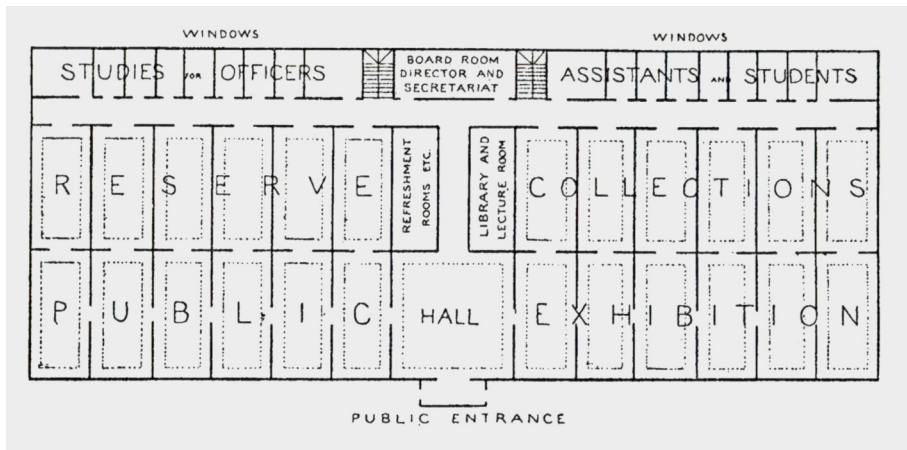 WINDOWS WINDOWS
STUDIES FOR OFFICERS
BOARD ROOM
DIRECTOR AND
SECRETARIAT
ASSISTANTS AND STUDENTS
RESERVE
REFRESHMENT
ROOMS ETC.
LIBRARY AND
LECTURE ROOM
COLLECTIONS
PUBLIC HALL EXHIBITION
PUBLIC ENTRANCE